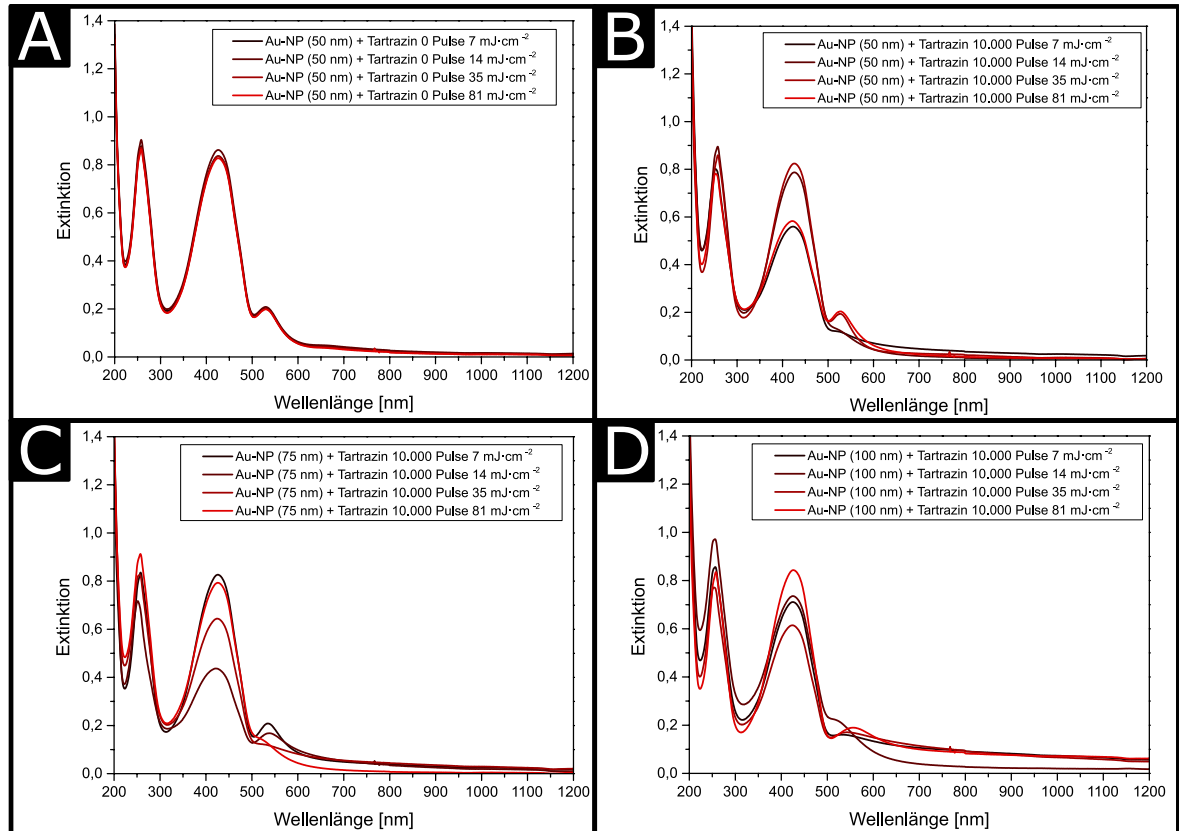 A
1,4
1,2
1,0
0,8
0,6
0,4
0,2
0,0
Extinktion
Au-NP (50 nm) + Tartrazin 0 Pulse 7 mJ·cm⁻²
Au-NP (50 nm) + Tartrazin 0 Pulse 14 mJ·cm⁻²
Au-NP (50 nm) + Tartrazin 0 Pulse 35 mJ·cm⁻²
Au-NP (50 nm) + Tartrazin 0 Pulse 81 mJ·cm⁻²
200 300 400 500 600 700 800 900 1000 1100 1200
Wellenlänge [nm]
B
1,4
1,2
1,0
0,8
0,6
0,4
0,2
0,0
Extinktion
Au-NP (50 nm) + Tartrazin 10.000 Pulse 7 mJ·cm⁻²
Au-NP (50 nm) + Tartrazin 10.000 Pulse 14 mJ·cm⁻²
Au-NP (50 nm) + Tartrazin 10.000 Pulse 35 mJ·cm⁻²
Au-NP (50 nm) + Tartrazin 10.000 Pulse 81 mJ·cm⁻²
200 300 400 500 600 700 800 900 1000 1100 1200
Wellenlänge [nm]
C
1,4
1,2
1,0
0,8
0,6
0,4
0,2
0,0
Extinktion
Au-NP (75 nm) + Tartrazin 10.000 Pulse 7 mJ·cm⁻²
Au-NP (75 nm) + Tartrazin 10.000 Pulse 14 mJ·cm⁻²
Au-NP (75 nm) + Tartrazin 10.000 Pulse 35 mJ·cm⁻²
Au-NP (75 nm) + Tartrazin 10.000 Pulse 81 mJ·cm⁻²
200 300 400 500 600 700 800 900 1000 1100 1200
Wellenlänge [nm]
D
1,4
1,2
1,0
0,8
0,6
0,4
0,2
0,0
Extinktion
Au-NP (100 nm) + Tartrazin 10.000 Pulse 7 mJ·cm⁻²
Au-NP (100 nm) + Tartrazin 10.000 Pulse 14 mJ·cm⁻²
Au-NP (100 nm) + Tartrazin 10.000 Pulse 35 mJ·cm⁻²
Au-NP (100 nm) + Tartrazin 10.000 Pulse 81 mJ·cm⁻²
200 300 400 500 600 700 800 900 1000 1100 1200
Wellenlänge [nm]